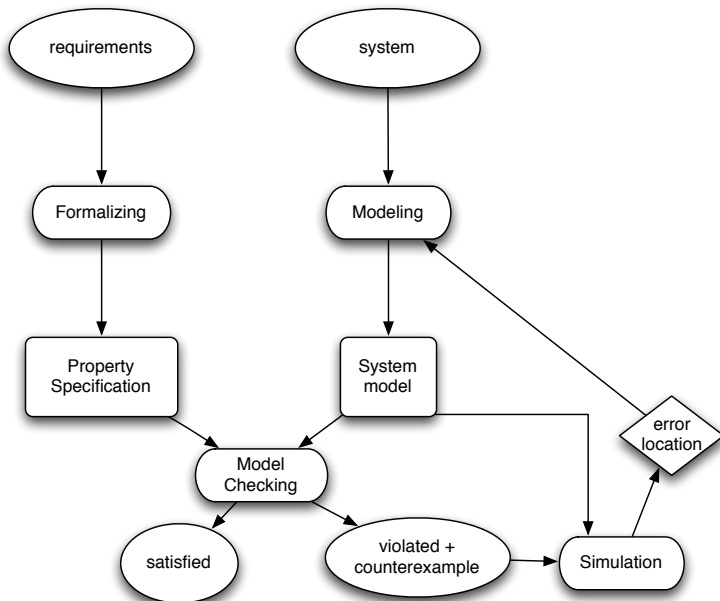 requirements
system
Formalizing
Modeling
Property
Specification
System
model
error
location
Model
Checking
satisfied
violated +
counterexample
Simulation